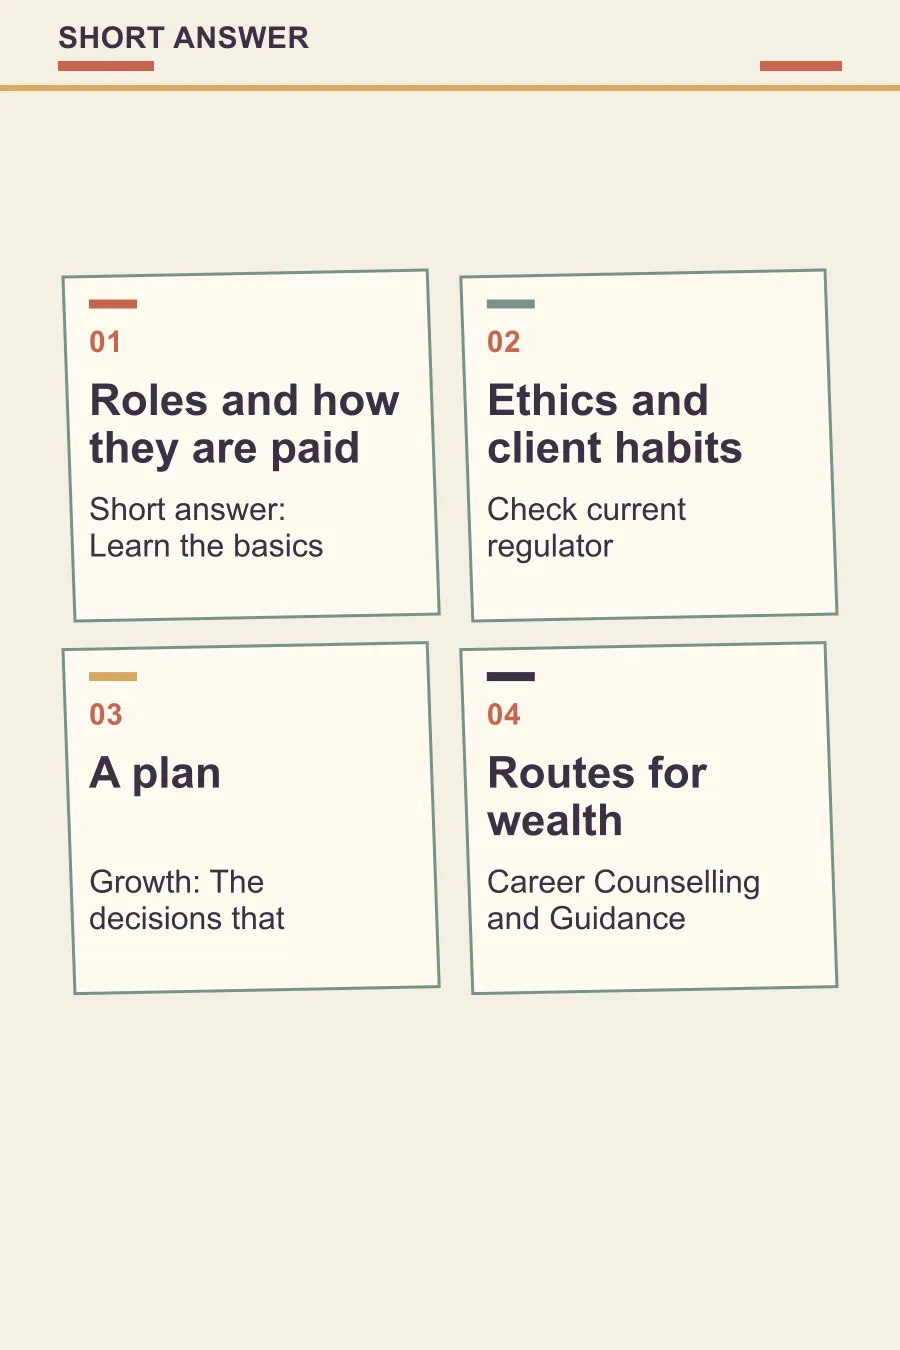 SHORT ANSWER
01
Roles and how
they are paid
Short answer:
Learn the basics
02
Ethics and
client habits
Check current
regulator
03
A plan
Growth: The
decisions that
04
Routes for
wealth
Career Counselling
and Guidance